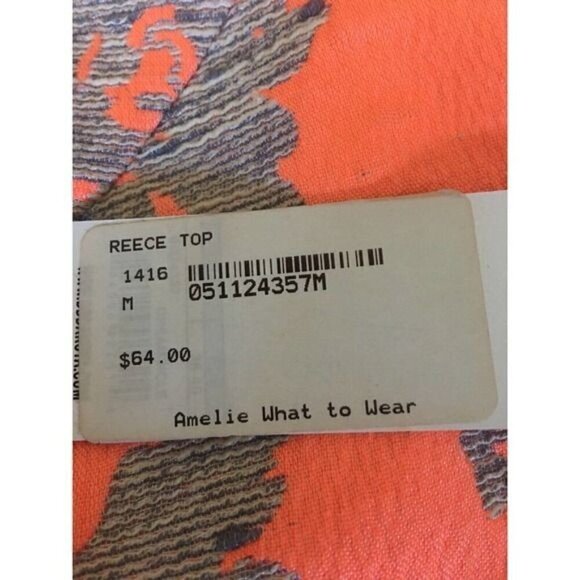 REECE TOP
1416
051124357M
M
$64.00
Amelie What to Wear